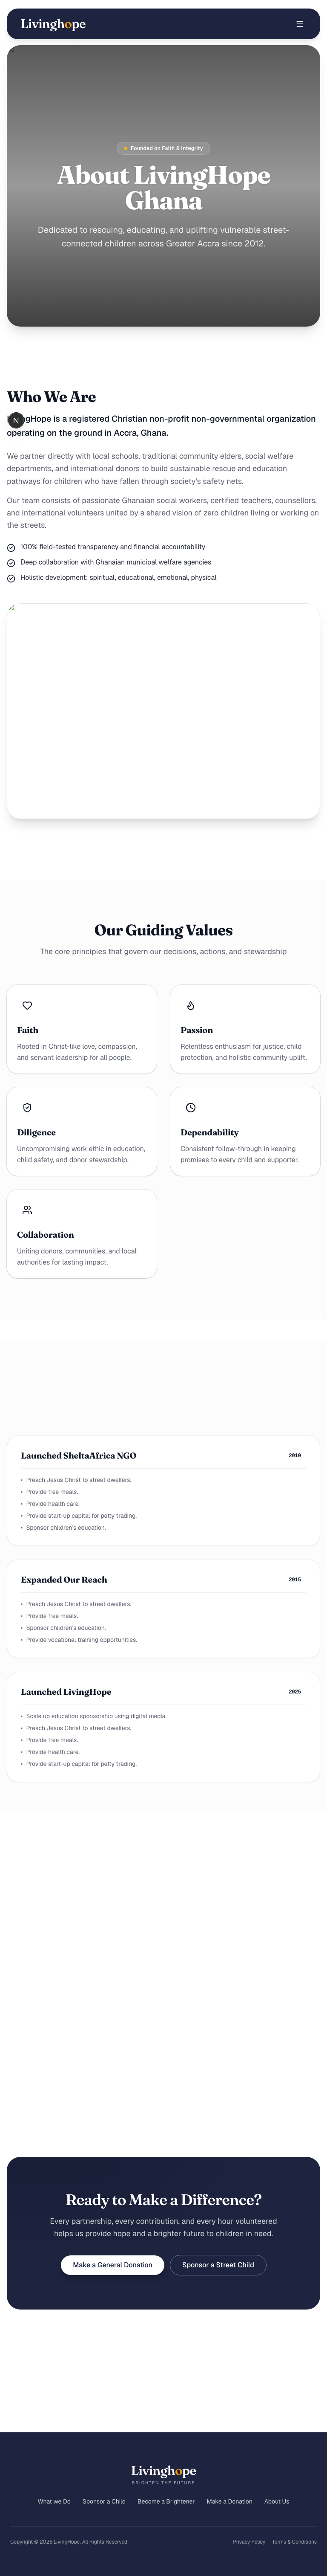 Livinghope
Founded on Faith & Integrity
About LivingHope
Ghana
Dedicated to rescuing, educating, and uplifting vulnerable street-
connected children across Greater Accra since 2012.
Who We Are
N
gHope is a registered Christian non-profit non-governmental organization
operating on the ground in Accra, Ghana.
We partner directly with local schools, traditional community elders, social welfare
departments, and international donors to build sustainable rescue and education
pathways for children who have fallen through society's safety nets.
Our team consists of passionate Ghanaian social workers, certified teachers, counsellors,
and international volunteers united by a shared vision of zero children living or working on
the streets.
100% field-tested transparency and financial accountability
Deep collaboration with Ghanaian municipal welfare agencies
Holistic development: spiritual, educational, emotional, physical
Our Guiding Values
The core principles that govern our decisions, actions, and stewardship
Faith
Rooted in Christ-like love, compassion,
and servant leadership for all people.
Passion
Relentless enthusiasm for justice, child
protection, and holistic community uplift.
Diligence
Uncompromising work ethic in education,
child safety, and donor stewardship.
Dependability
Consistent follow-through in keeping
promises to every child and supporter.
Collaboration
Uniting donors, communities, and local
authorities for lasting impact.
Launched SheltaAfrica NGO 2010
• Preach Jesus Christ to street dwellers.
• Provide free meals.
• Provide health care.
• Provide start-up capital for petty trading.
• Sponsor children's education.
Expanded Our Reach 2015
• Preach Jesus Christ to street dwellers.
• Provide free meals.
• Sponsor children's education.
• Provide vocational training opportunities.
Launched LivingHope 2025
• Scale up education sponsorship using digital media.
• Preach Jesus Christ to street dwellers.
• Provide free meals.
• Provide health care.
• Provide start-up capital for petty trading.
Ready to Make a Difference?
Every partnership, every contribution, and every hour volunteered
helps us provide hope and a brighter future to children in need.
Make a General Donation
Sponsor a Street Child
Livinghope
BRIGHTEN THE FUTURE
What we Do Sponsor a Child Become a Brightener Make a Donation About Us
Copyright © 2026 LivingHope. All Rights Reserved
Privacy Policy Terms & Conditions